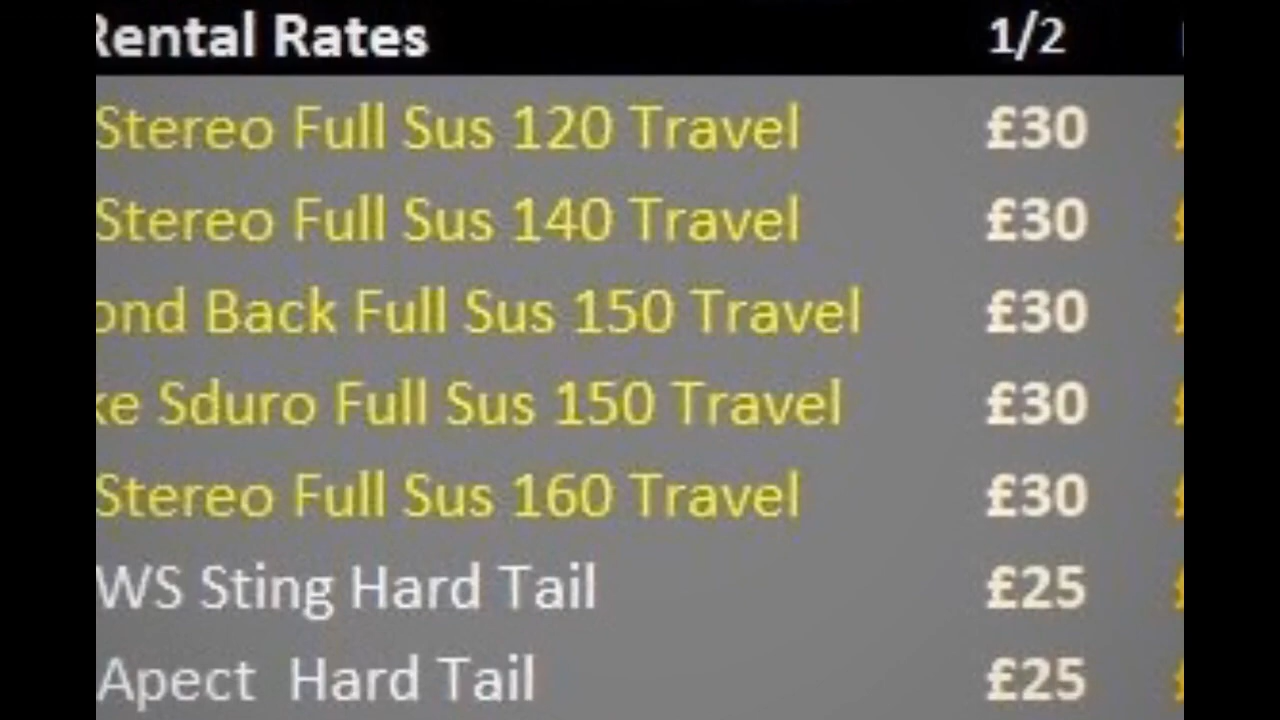 Rental Rates 1/2
Stereo Full Sus 120 Travel £30
Stereo Full Sus 140 Travel £30
ond Back Full Sus 150 Travel £30
ke Sduro Full Sus 150 Travel £30
Stereo Full Sus 160 Travel £30
WS Sting Hard Tail £25
Apect Hard Tail £25